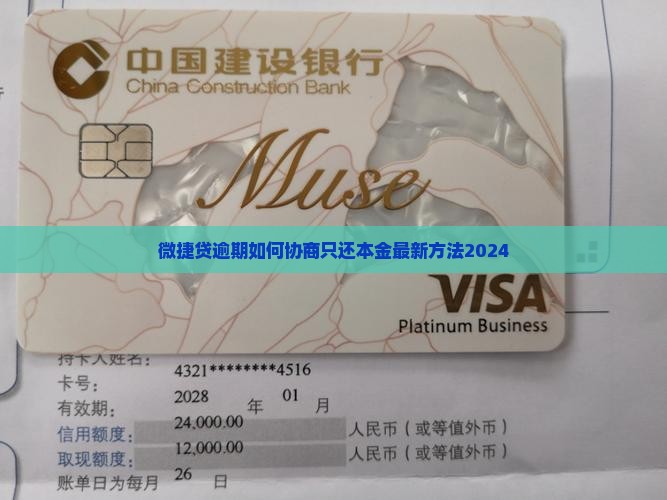 中国建设银行
China Construction Bank
Muse
微捷贷逾期如何协商只还本金最新方法2024
VISA
Platinum Business
持卡人姓名：
卡号： 4321********4516
有效期： 2028 年 01 月
信用额度： 24,000.00 人民币（或等值外币）
取现额度： 12,000.00 人民币（或等值外币）
账单日为每月 26 日